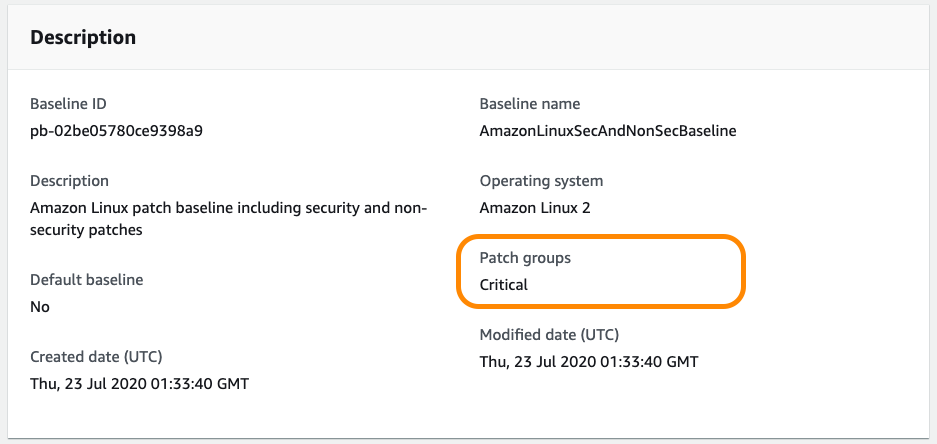 Description
Baseline ID
pb-02be05780ce9398a9
Description
Amazon Linux patch baseline including security and non-
security patches
Default baseline
No
Created date (UTC)
Thu, 23 Jul 2020 01:33:40 GMT
Baseline name
AmazonLinuxSecAndNonSecBaseline
Operating system
Amazon Linux 2
Patch groups
Critical
Modified date (UTC)
Thu, 23 Jul 2020 01:33:40 GMT